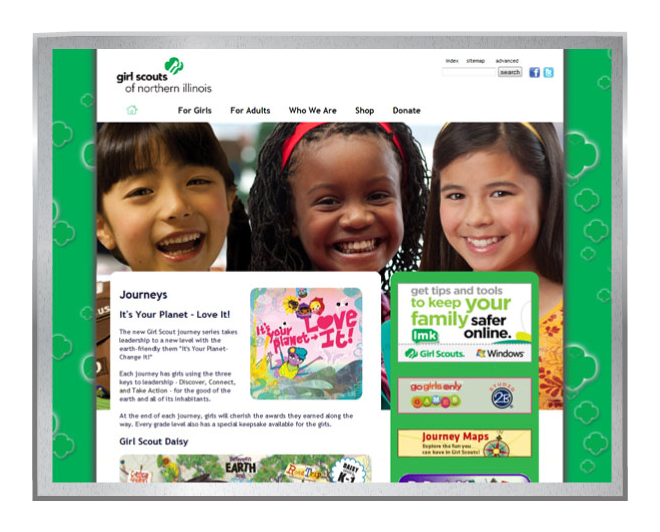 index sitemap advanced
search
girl scouts
of northern illinois
For Girls For Adults Who We Are Shop Donate
Journeys
It's Your Planet - Love It!
The new Girl Scout journey series takes
leadership to a new level with the
earth-friendly them "It's Your Planet-
Change It!"
Each journey has girls using the three
keys to leadership - Discover, Connect,
and Take Action - for the good of the
earth and all of its inhabitants.
At the end of each journey, girls will cherish the awards they earned along the
way. Every grade level also has a special keepsake available for the girls.
Girl Scout Daisy
It's your
Planet
Love
It!
EARTH
Road Trip
DAISY
K-1
get tips and tools
to keep your
family safer
online.
lmk
Girl Scouts. Windows
go girls only
GAMES
STUDIO
2B
Journey Maps
Explore the fun you
can have in Girl Scouts!